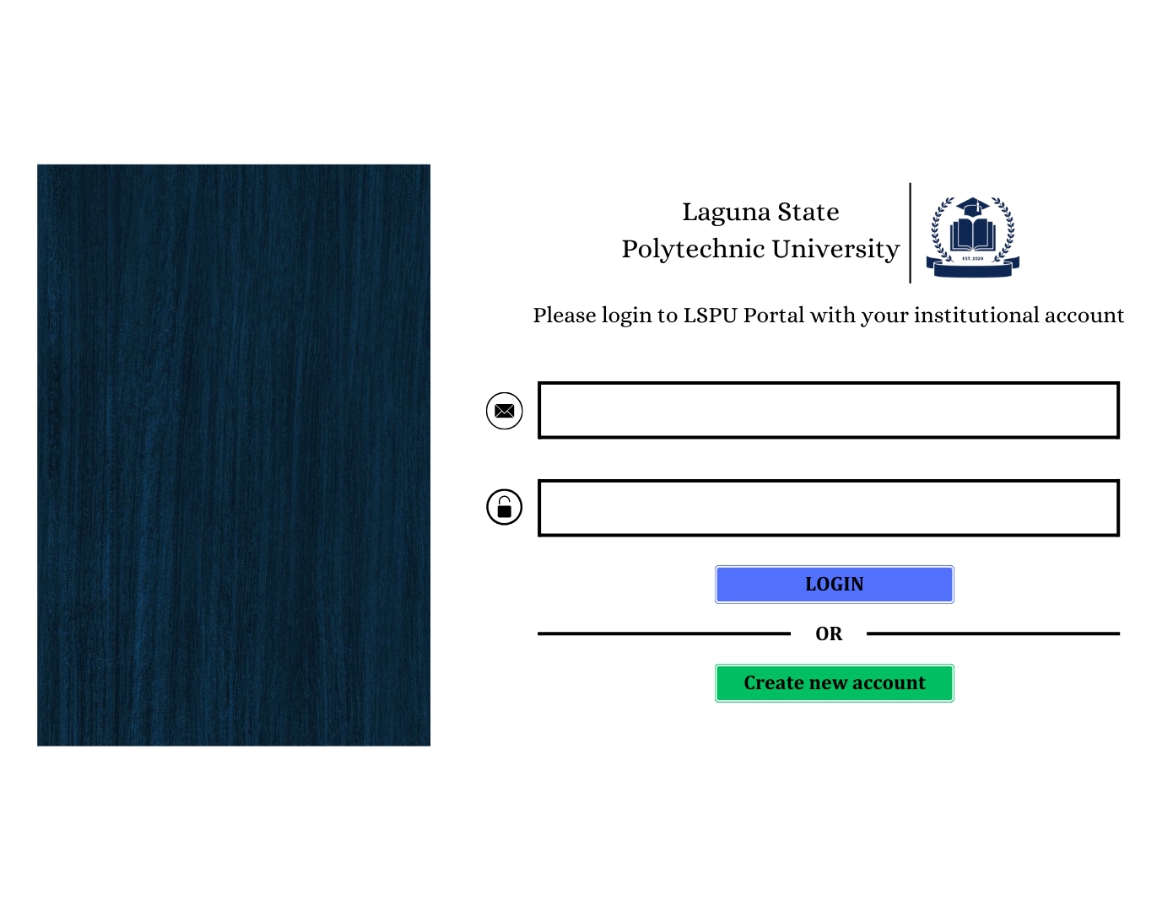 Laguna State
Polytechnic University
EST. 2020
Please login to LSPU Portal with your institutional account
LOGIN
OR
Create new account